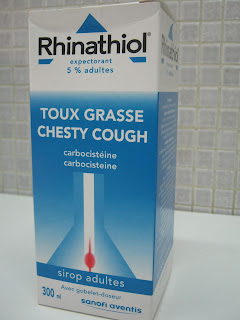 Rhinathiol®
expectorant
5 % adultes
TOUX GRASSE
CHESTY COUGH
carbocistéine
carbocisteine
sirop adultes
Avec gobelet-doseur
300 ml
sanofi aventis